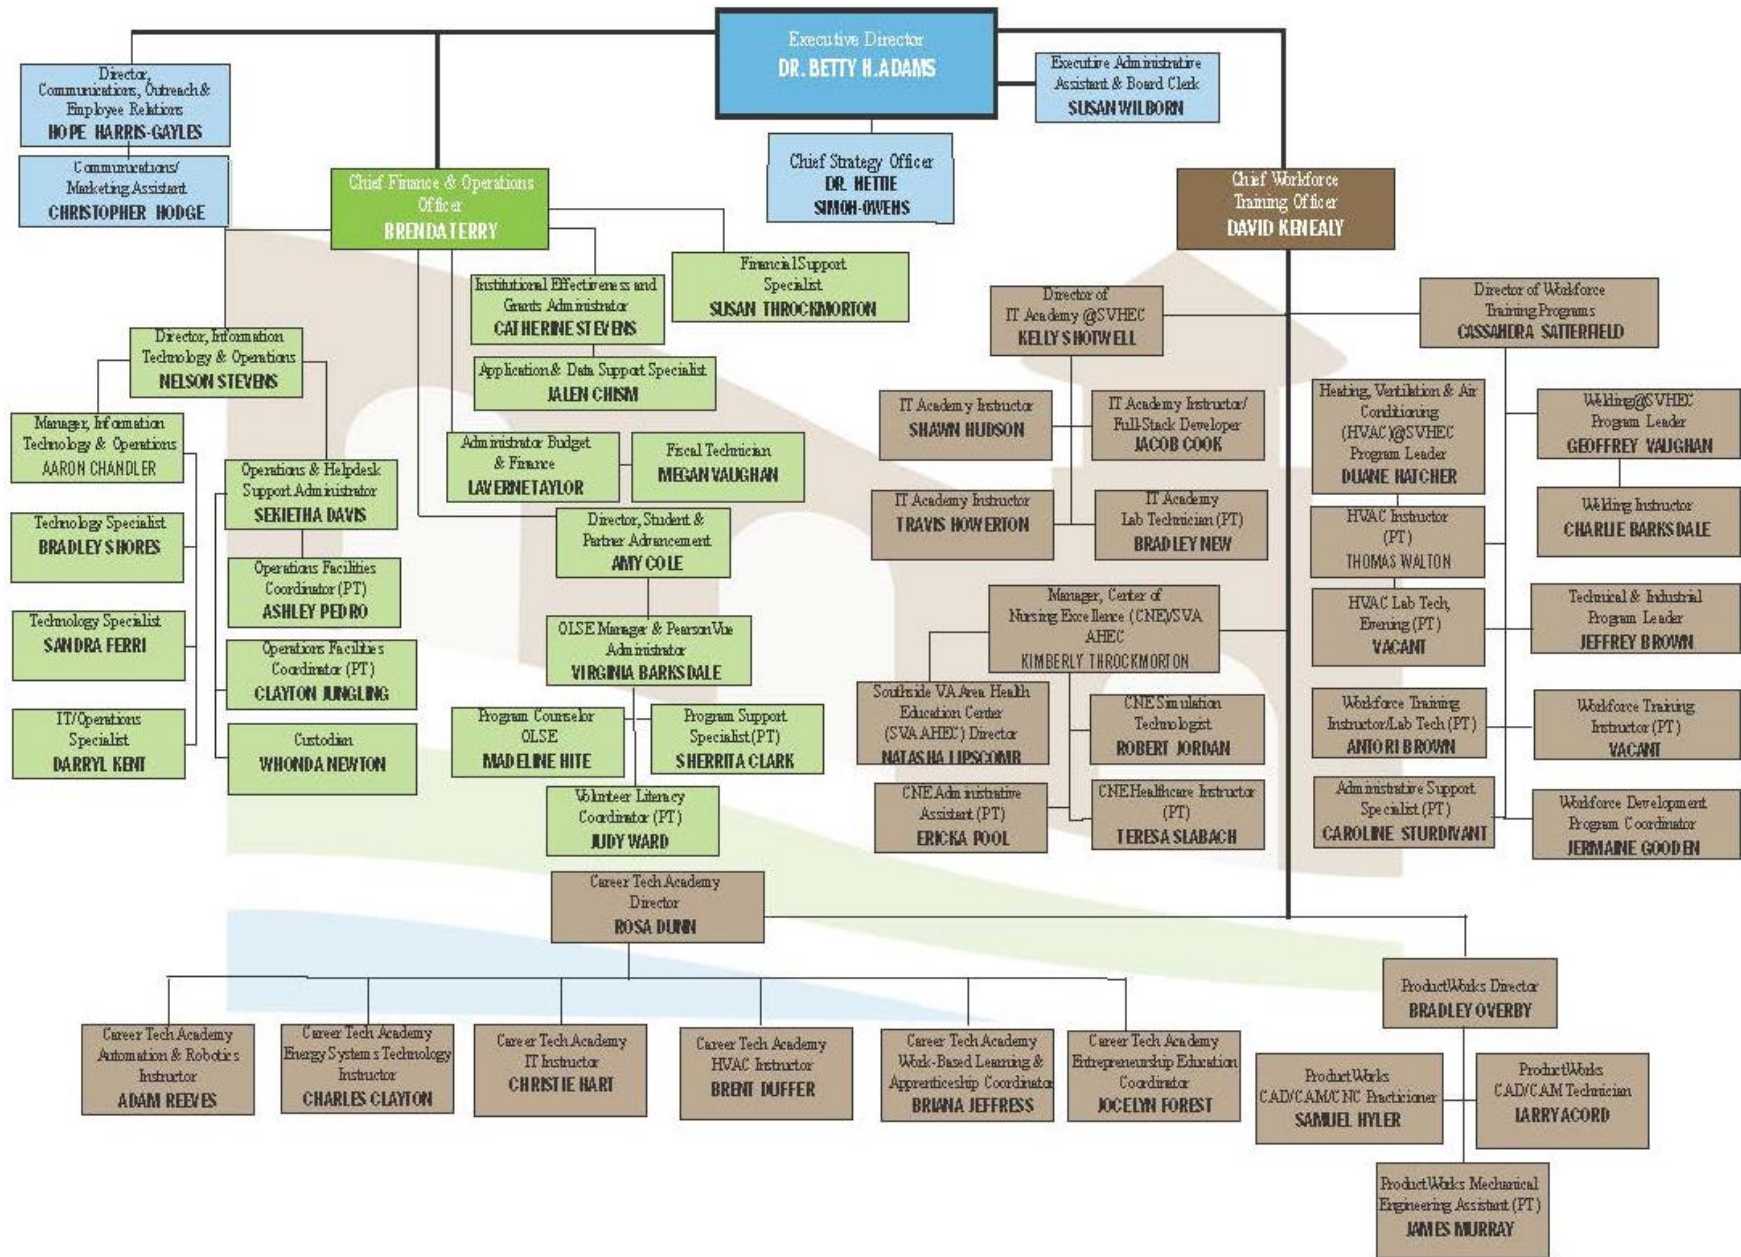 Executive Director
DR. BETTY H.ADAMS
Executive Administrative
Assistant & Board Clerk
SUSAN WILBORN
Director,
Communications, Outreach &
Employee Relations
HOPE HARRIS-GAYLES
Communications/
Marketing Assistant
CHRISTOPHER HODGE
Chief Strategy Officer
DR. HETTIE
SIMOH-OWEHS
Chief Finance & Operations
Officer
BRENDA TERRY
Chief Workforce
Training Officer
DAVID KENEALY
Financial Support
Specialist
SUSAN THROCKMORTON
Institutional Effectiveness and
Grants Administrator
CATHERINE STEVENS
Application & Data Support Specialist
JALEN CHISM
Director, Information
Technology & Operations
NELSON STEVENS
Manager, Information
Technology & Operations
AARON CHANDLER
Technology Specialist
BRADLEY SHORES
Technology Specialist
SANDRA FERRI
IT/Operations
Specialist
DARRYL KENT
Operations & Helpdesk
Support Administrator
SEKIETHA DAVIS
Operations Facilities
Coordinator (PT)
ASHLEY PEDRO
Operations Facilities
Coordinator (PT)
CLAYTON JUNGLING
Custodian
WHONDA NEWTON
Administrator Budget
& Finance
LAVERNE TAYLOR
Fiscal Technician
MEGAN VAUGHAN
Director, Student &
Partner Advancement
AMY COLE
OLSE Manager & Pearson Vue
Administrator
VIRGINIA BARKSDALE
Program Counselor
OLSE
MADELINE HITE
Program Support
Specialist (PT)
SHERRITA CLARK
Volunteer Literacy
Coordinator (PT)
JUDY WARD
Director of
IT Academy @SVHEC
KELLY SHOTWELL
IT Academy Instructor
SHAWN HUDSON
IT Academy Instructor/
Full-Stack Developer
JACOB COOK
IT Academy Instructor
TRAVIS HOWERTON
IT Academy
Lab Technician (PT)
BRADLEY NEW
Manager, Center of
Nursing Excellence (CNE)/SVA
AHEC
KIMBERLY THROCKMORTON
Southside VA Area Health
Education Center
(SVA AHEC) Director
NATASHA LIPSCOMB
CNE Simulation
Technologist
ROBERT JORDAN
CNE Administrative
Assistant (PT)
ERICKA POOL
CNE Healthcare Instructor
(PT)
TERESA SLABACH
Director of Workforce
Training Programs
CASSAHDRA SATTERFIELD
Heating, Ventilation & Air
Conditioning
(HVAC)@SVHEC
Program Leader
DUANE HATCHER
Welding@SVHEC
Program Leader
GEOFFREY VAUGHAN
HVAC Instructor
(PT)
THOMAS WALTON
Welding Instructor
CHARLIE BARKSDALE
HVAC Lab Tech,
Evening (PT)
VACANT
Technical & Industrial
Program Leader
JEFFREY BROWN
Workforce Training
Instructor/Lab Tech (PT)
ANTORI BROWN
Workforce Training
Instructor (PT)
VACANT
Administrative Support
Specialist (PT)
CAROLINE STURDIVANT
Workforce Development
Program Coordinator
JERMAINE GOODEN
Career Tech Academy
Director
ROSA DUNN
Career Tech Academy
Automation & Robotics
Instructor
ADAM REEVES
Career Tech Academy
Energy Systems Technology
Instructor
CHARLES CLAYTON
Career Tech Academy
IT Instructor
CHRISTIE HART
Career Tech Academy
HVAC Instructor
BRENT DUFFER
Career Tech Academy
Work-Based Learning &
Apprenticeship Coordinator
BRIANA JEFFRESS
Career Tech Academy
Entrepreneurship Education
Coordinator
JOCELYN FOREST
ProductWorks Director
BRADLEY OVERBY
ProductWorks
CAD/CAM/CNC Practicioner
SAMUEL HYLER
ProductWorks
CAD/CAM Technician
LARRY ACORD
ProductWorks Mechanical
Engineering Assistant (PT)
JAMES MURRAY